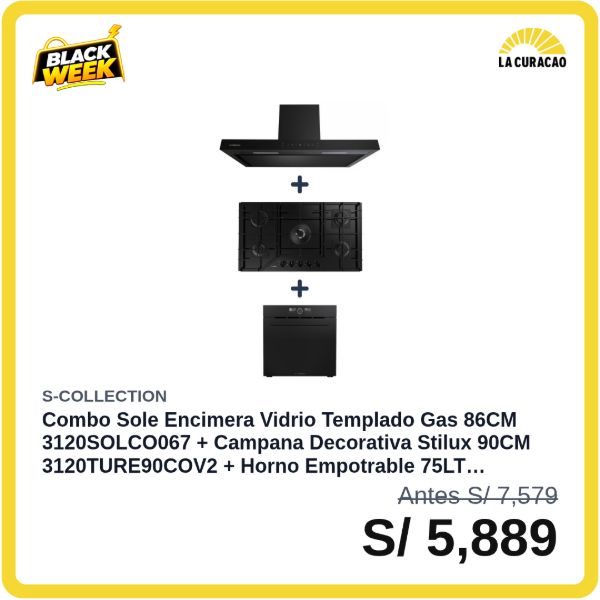 BLACK
WEEK
LA CURACAO
+
+
S-COLLECTION
Combo Sole Encimera Vidrio Templado Gas 86CM
3120SOLCO067 + Campana Decorativa Stilux 90CM
3120TURE90COV2 + Horno Empotrable 75LT…
Antes S/ 7,579
S/ 5,889